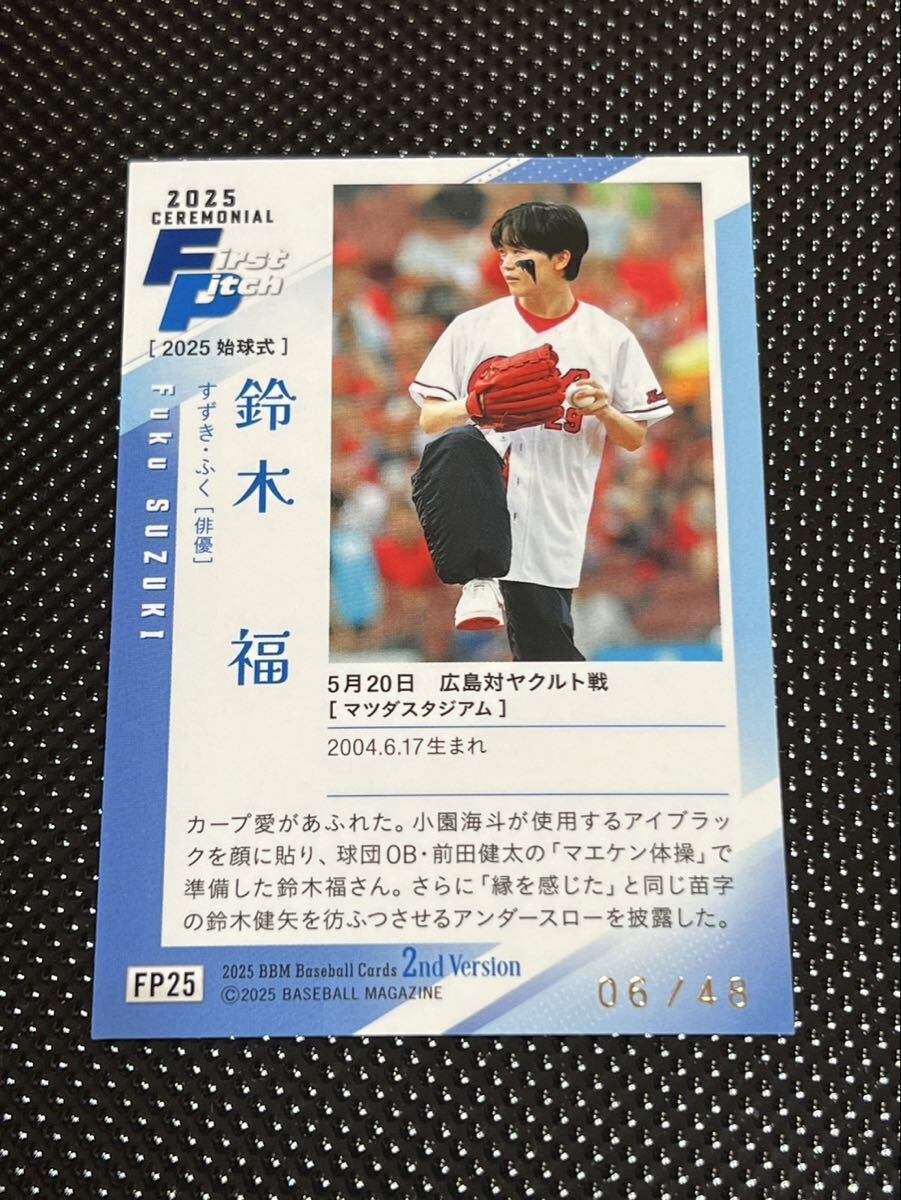 2025
CEREMONIAL
First
Pitch
[ 2025 始球式 ]
鈴木 福
すずき・ふく [俳優]
Fuku SUZUKI
29
5月20日 広島対ヤクルト戦
[ マツダスタジアム ]
2004.6.17生まれ
カープ愛があふれた。小園海斗が使用するアイブラッ
クを顔に貼り、球団OB・前田健太の「マエケン体操」で
準備した鈴木福さん。さらに「縁を感じた」と同じ苗字
の鈴木健矢を彷ふつさせるアンダースローを披露した。
FP25
2025 BBM Baseball Cards 2nd Version
©2025 BASEBALL MAGAZINE
06/48